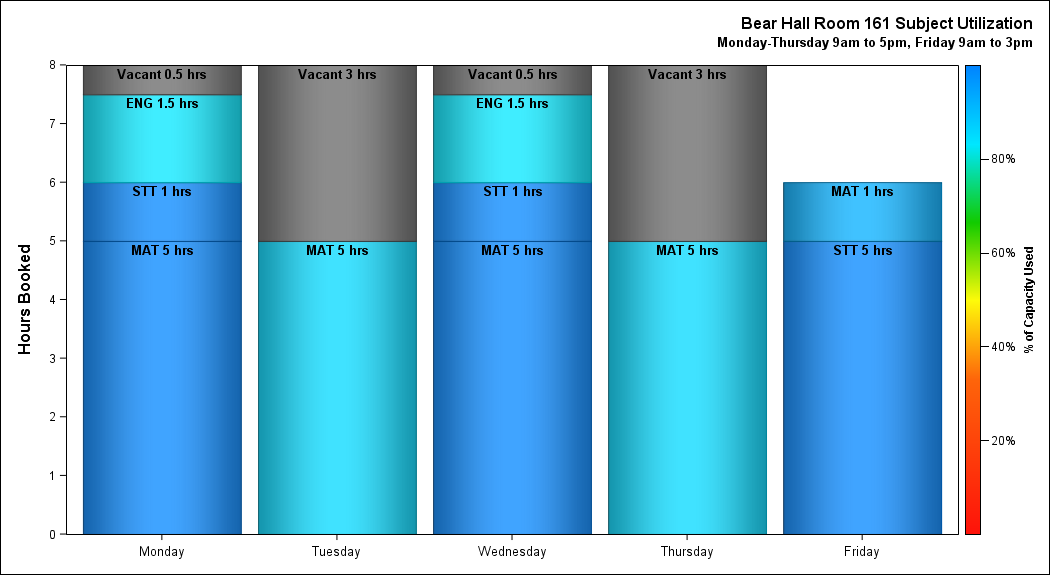 Bear Hall Room 161 Subject Utilization
Monday-Thursday 9am to 5pm, Friday 9am to 3pm
Hours Booked
8
7
6
5
4
3
2
1
0
Vacant 0.5 hrs
ENG 1.5 hrs
STT 1 hrs
MAT 5 hrs
Vacant 3 hrs
MAT 5 hrs
Vacant 0.5 hrs
ENG 1.5 hrs
STT 1 hrs
MAT 5 hrs
Vacant 3 hrs
MAT 5 hrs
MAT 1 hrs
STT 5 hrs
Monday Tuesday Wednesday Thursday Friday
80%
60%
40%
20%
% of Capacity Used